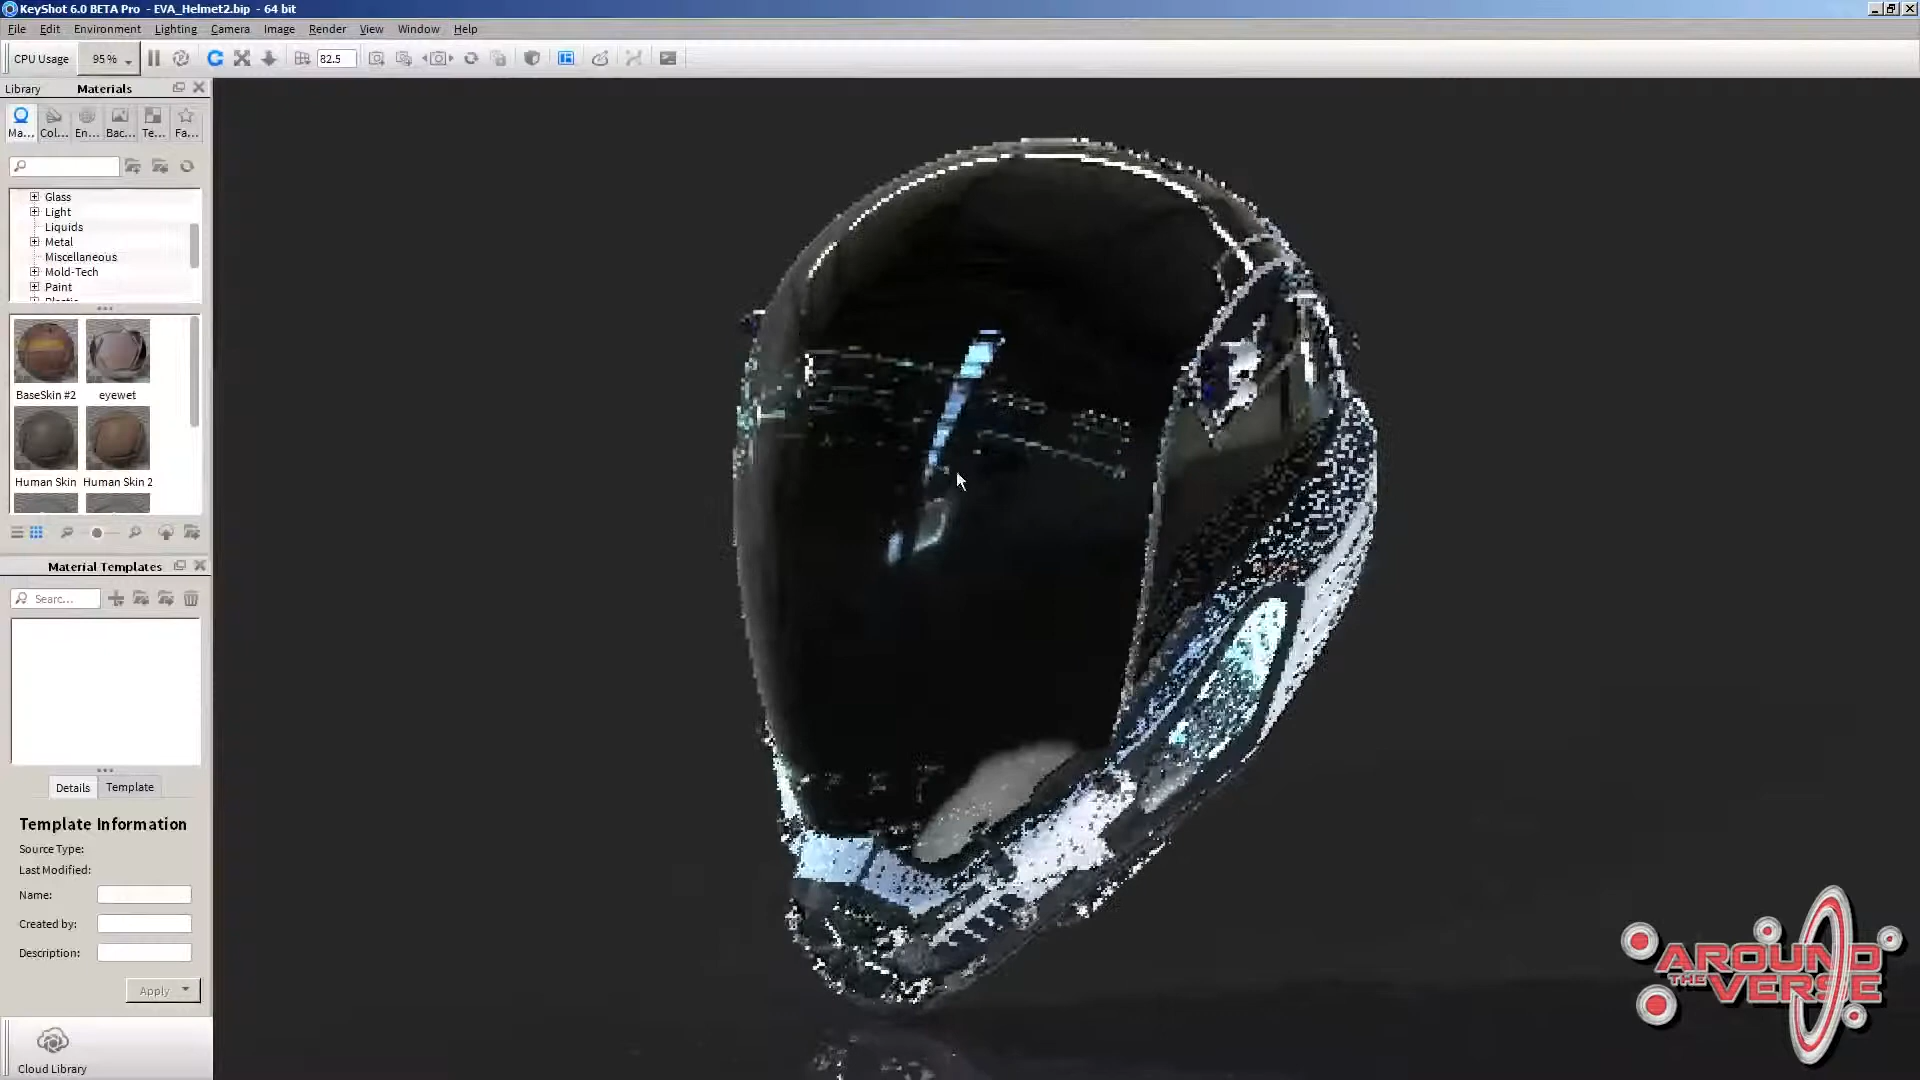 KeyShot 6.0 BETA Pro - EVA_Helmet2.bip - 64 bit
File Edit Environment Lighting Camera Image Render View Window Help
CPU Usage 95 % 82.5
Library Materials
Ma... Col... En... Bac... Te... Fa...
Glass
Light
Liquids
Metal
Miscellaneous
Mold-Tech
Paint
Plastic
BaseSkin #2 eyewet
Human Skin Human Skin 2
Material Templates
Searc...
Details Template
Template Information
Source Type:
Last Modified:
Name:
Created by:
Description:
Apply
Cloud Library
AROUND
THE VERSE